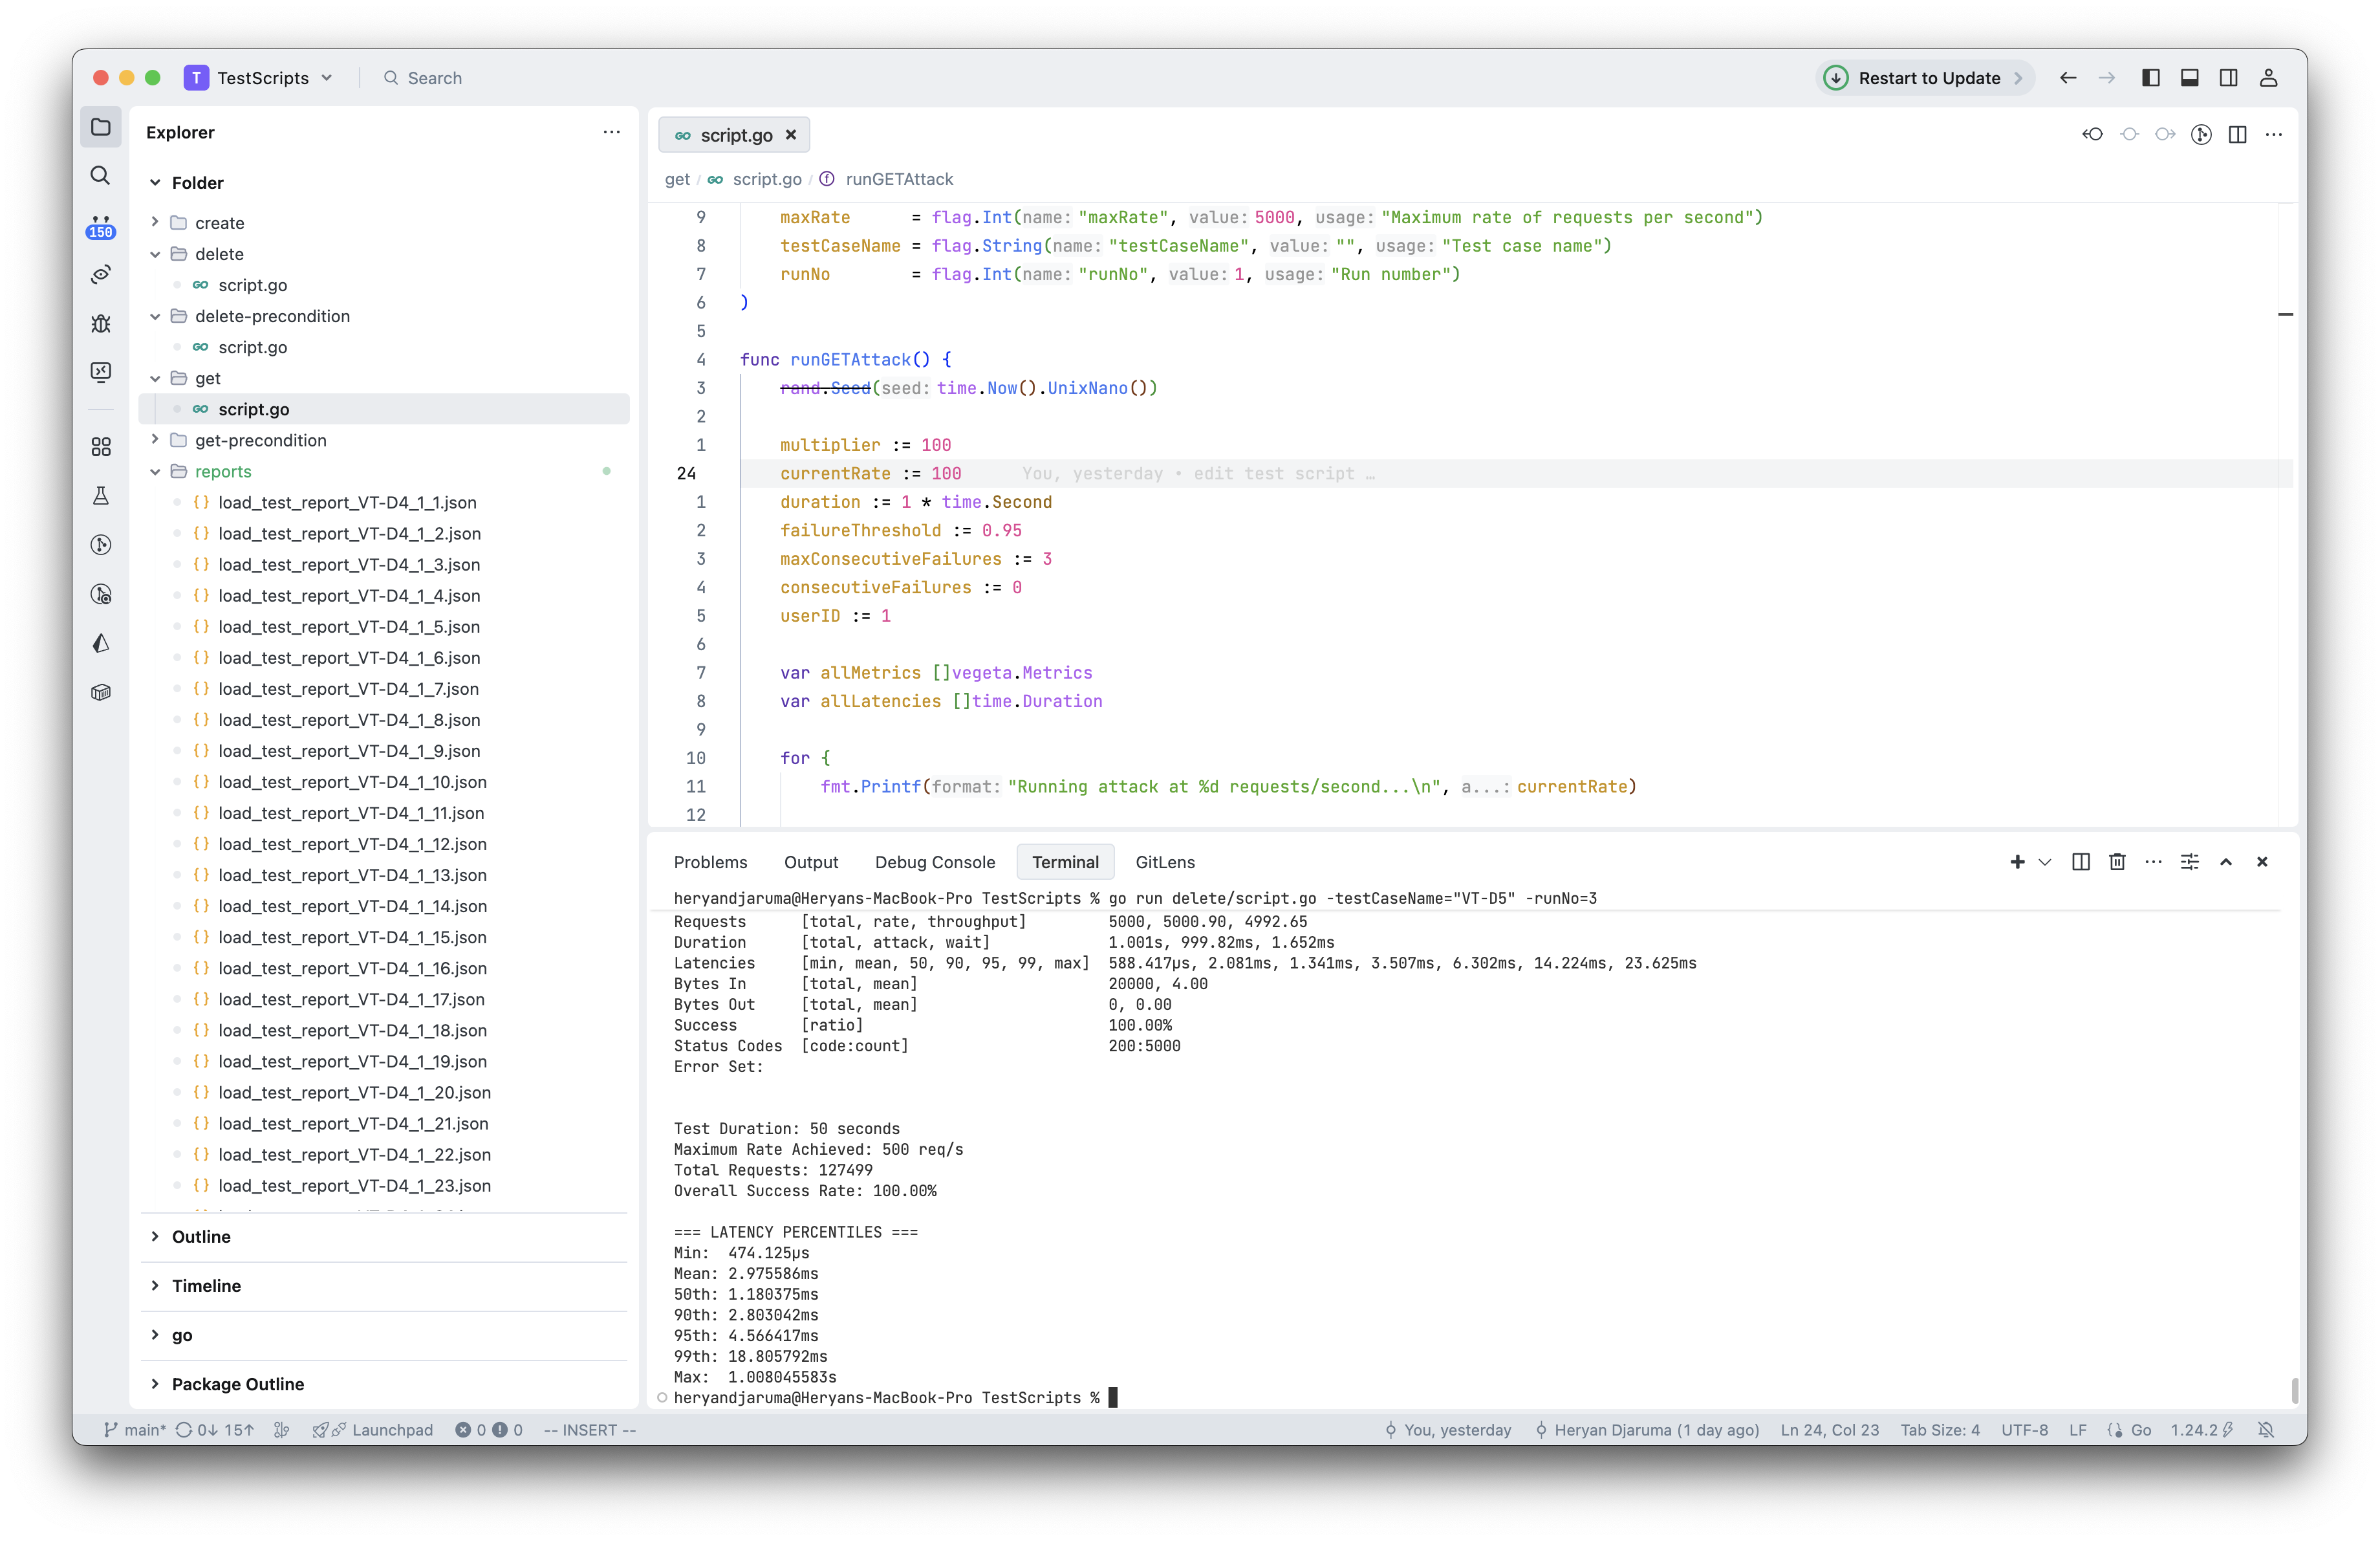 T TestScripts
Search
Restart to Update
Explorer
Folder
create
delete
script.go
delete-precondition
script.go
get
script.go
get-precondition
reports
load_test_report_VT-D4_1_1.json
load_test_report_VT-D4_1_2.json
load_test_report_VT-D4_1_3.json
load_test_report_VT-D4_1_4.json
load_test_report_VT-D4_1_5.json
load_test_report_VT-D4_1_6.json
load_test_report_VT-D4_1_7.json
load_test_report_VT-D4_1_8.json
load_test_report_VT-D4_1_9.json
load_test_report_VT-D4_1_10.json
load_test_report_VT-D4_1_11.json
load_test_report_VT-D4_1_12.json
load_test_report_VT-D4_1_13.json
load_test_report_VT-D4_1_14.json
load_test_report_VT-D4_1_15.json
load_test_report_VT-D4_1_16.json
load_test_report_VT-D4_1_17.json
load_test_report_VT-D4_1_18.json
load_test_report_VT-D4_1_19.json
load_test_report_VT-D4_1_20.json
load_test_report_VT-D4_1_21.json
load_test_report_VT-D4_1_22.json
load_test_report_VT-D4_1_23.json
Outline
Timeline
go
Package Outline
150
GO script.go
get / GO script.go / f runGETAttack
9 maxRate = flag.Int(name: "maxRate", value: 5000, usage: "Maximum rate of requests per second")
8 testCaseName = flag.String(name: "testCaseName", value: "", usage: "Test case name")
7 runNo = flag.Int(name: "runNo", value: 1, usage: "Run number")
6 )
5
4 func runGETAttack() {
3 rand.Seed(seed: time.Now().UnixNano())
2
1 multiplier := 100
24 currentRate := 100 You, yesterday • edit test script …
1 duration := 1 * time.Second
2 failureThreshold := 0.95
3 maxConsecutiveFailures := 3
4 consecutiveFailures := 0
5 userID := 1
6
7 var allMetrics []vegeta.Metrics
8 var allLatencies []time.Duration
9
10 for {
11 fmt.Printf(format: "Running attack at %d requests/second...\n", a...: currentRate)
12
Problems Output Debug Console Terminal GitLens
heryandjaruma@Heryans-MacBook-Pro TestScripts % go run delete/script.go -testCaseName="VT-D5" -runNo=3
Requests [total, rate, throughput] 5000, 5000.90, 4992.65
Duration [total, attack, wait] 1.001s, 999.82ms, 1.652ms
Latencies [min, mean, 50, 90, 95, 99, max] 588.417µs, 2.081ms, 1.341ms, 3.507ms, 6.302ms, 14.224ms, 23.625ms
Bytes In [total, mean] 20000, 4.00
Bytes Out [total, mean] 0, 0.00
Success [ratio] 100.00%
Status Codes [code:count] 200:5000
Error Set:
Test Duration: 50 seconds
Maximum Rate Achieved: 500 req/s
Total Requests: 127499
Overall Success Rate: 100.00%
=== LATENCY PERCENTILES ===
Min: 474.125µs
Mean: 2.975586ms
50th: 1.180375ms
90th: 2.803042ms
95th: 4.566417ms
99th: 18.805792ms
Max: 1.008045583s
heryandjaruma@Heryans-MacBook-Pro TestScripts %
main* 0↓ 15↑ Launchpad 0 0 -- INSERT -- You, yesterday Heryan Djaruma (1 day ago) Ln 24, Col 23 Tab Size: 4 UTF-8 LF Go 1.24.2